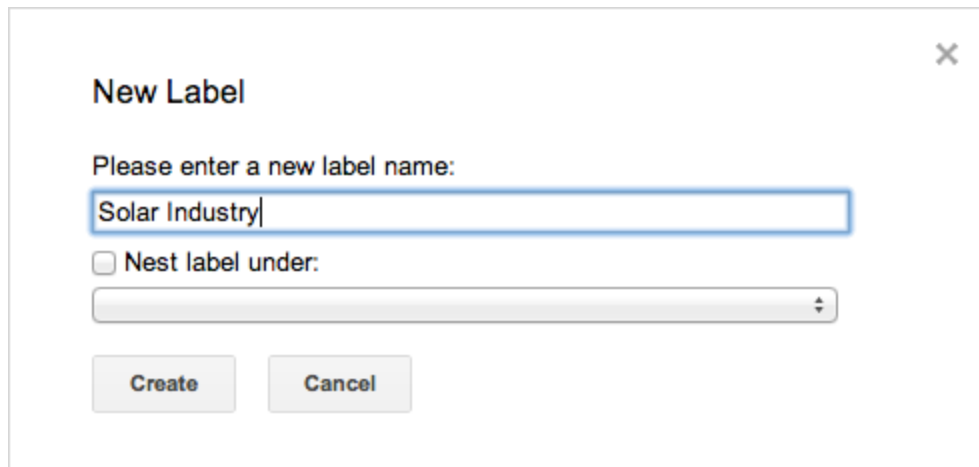 New Label
Please enter a new label name:
Solar Industry
Nest label under:
Create Cancel